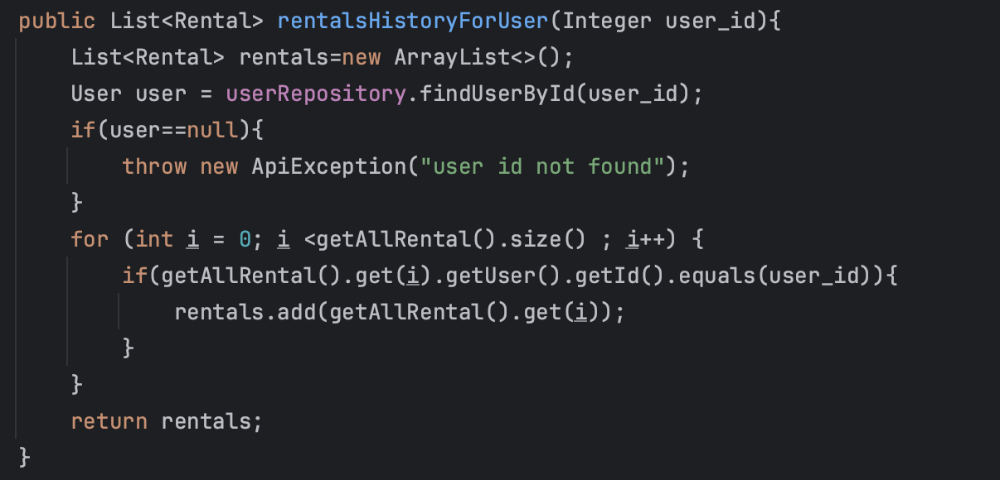 public List<Rental> rentalsHistoryForUser(Integer user_id){
    List<Rental> rentals=new ArrayList<>();
    User user = userRepository.findUserById(user_id);
    if(user==null){
        throw new ApiException("user id not found");
    }
    for (int i = 0; i <getAllRental().size() ; i++) {
        if(getAllRental().get(i).getUser().getId().equals(user_id)){
            rentals.add(getAllRental().get(i));
        }
    }
    return rentals;
}